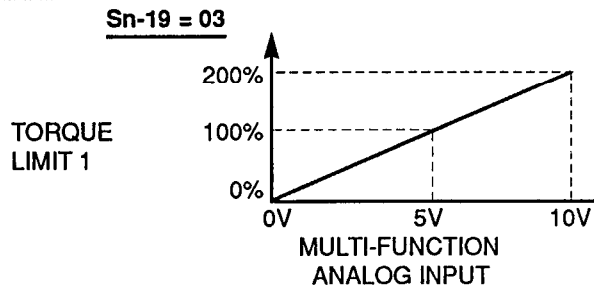 Sn-19 = 03
200%
TORQUE
LIMIT 1
100%
0%
0V
5V
10V
MULTI-FUNCTION
ANALOG INPUT